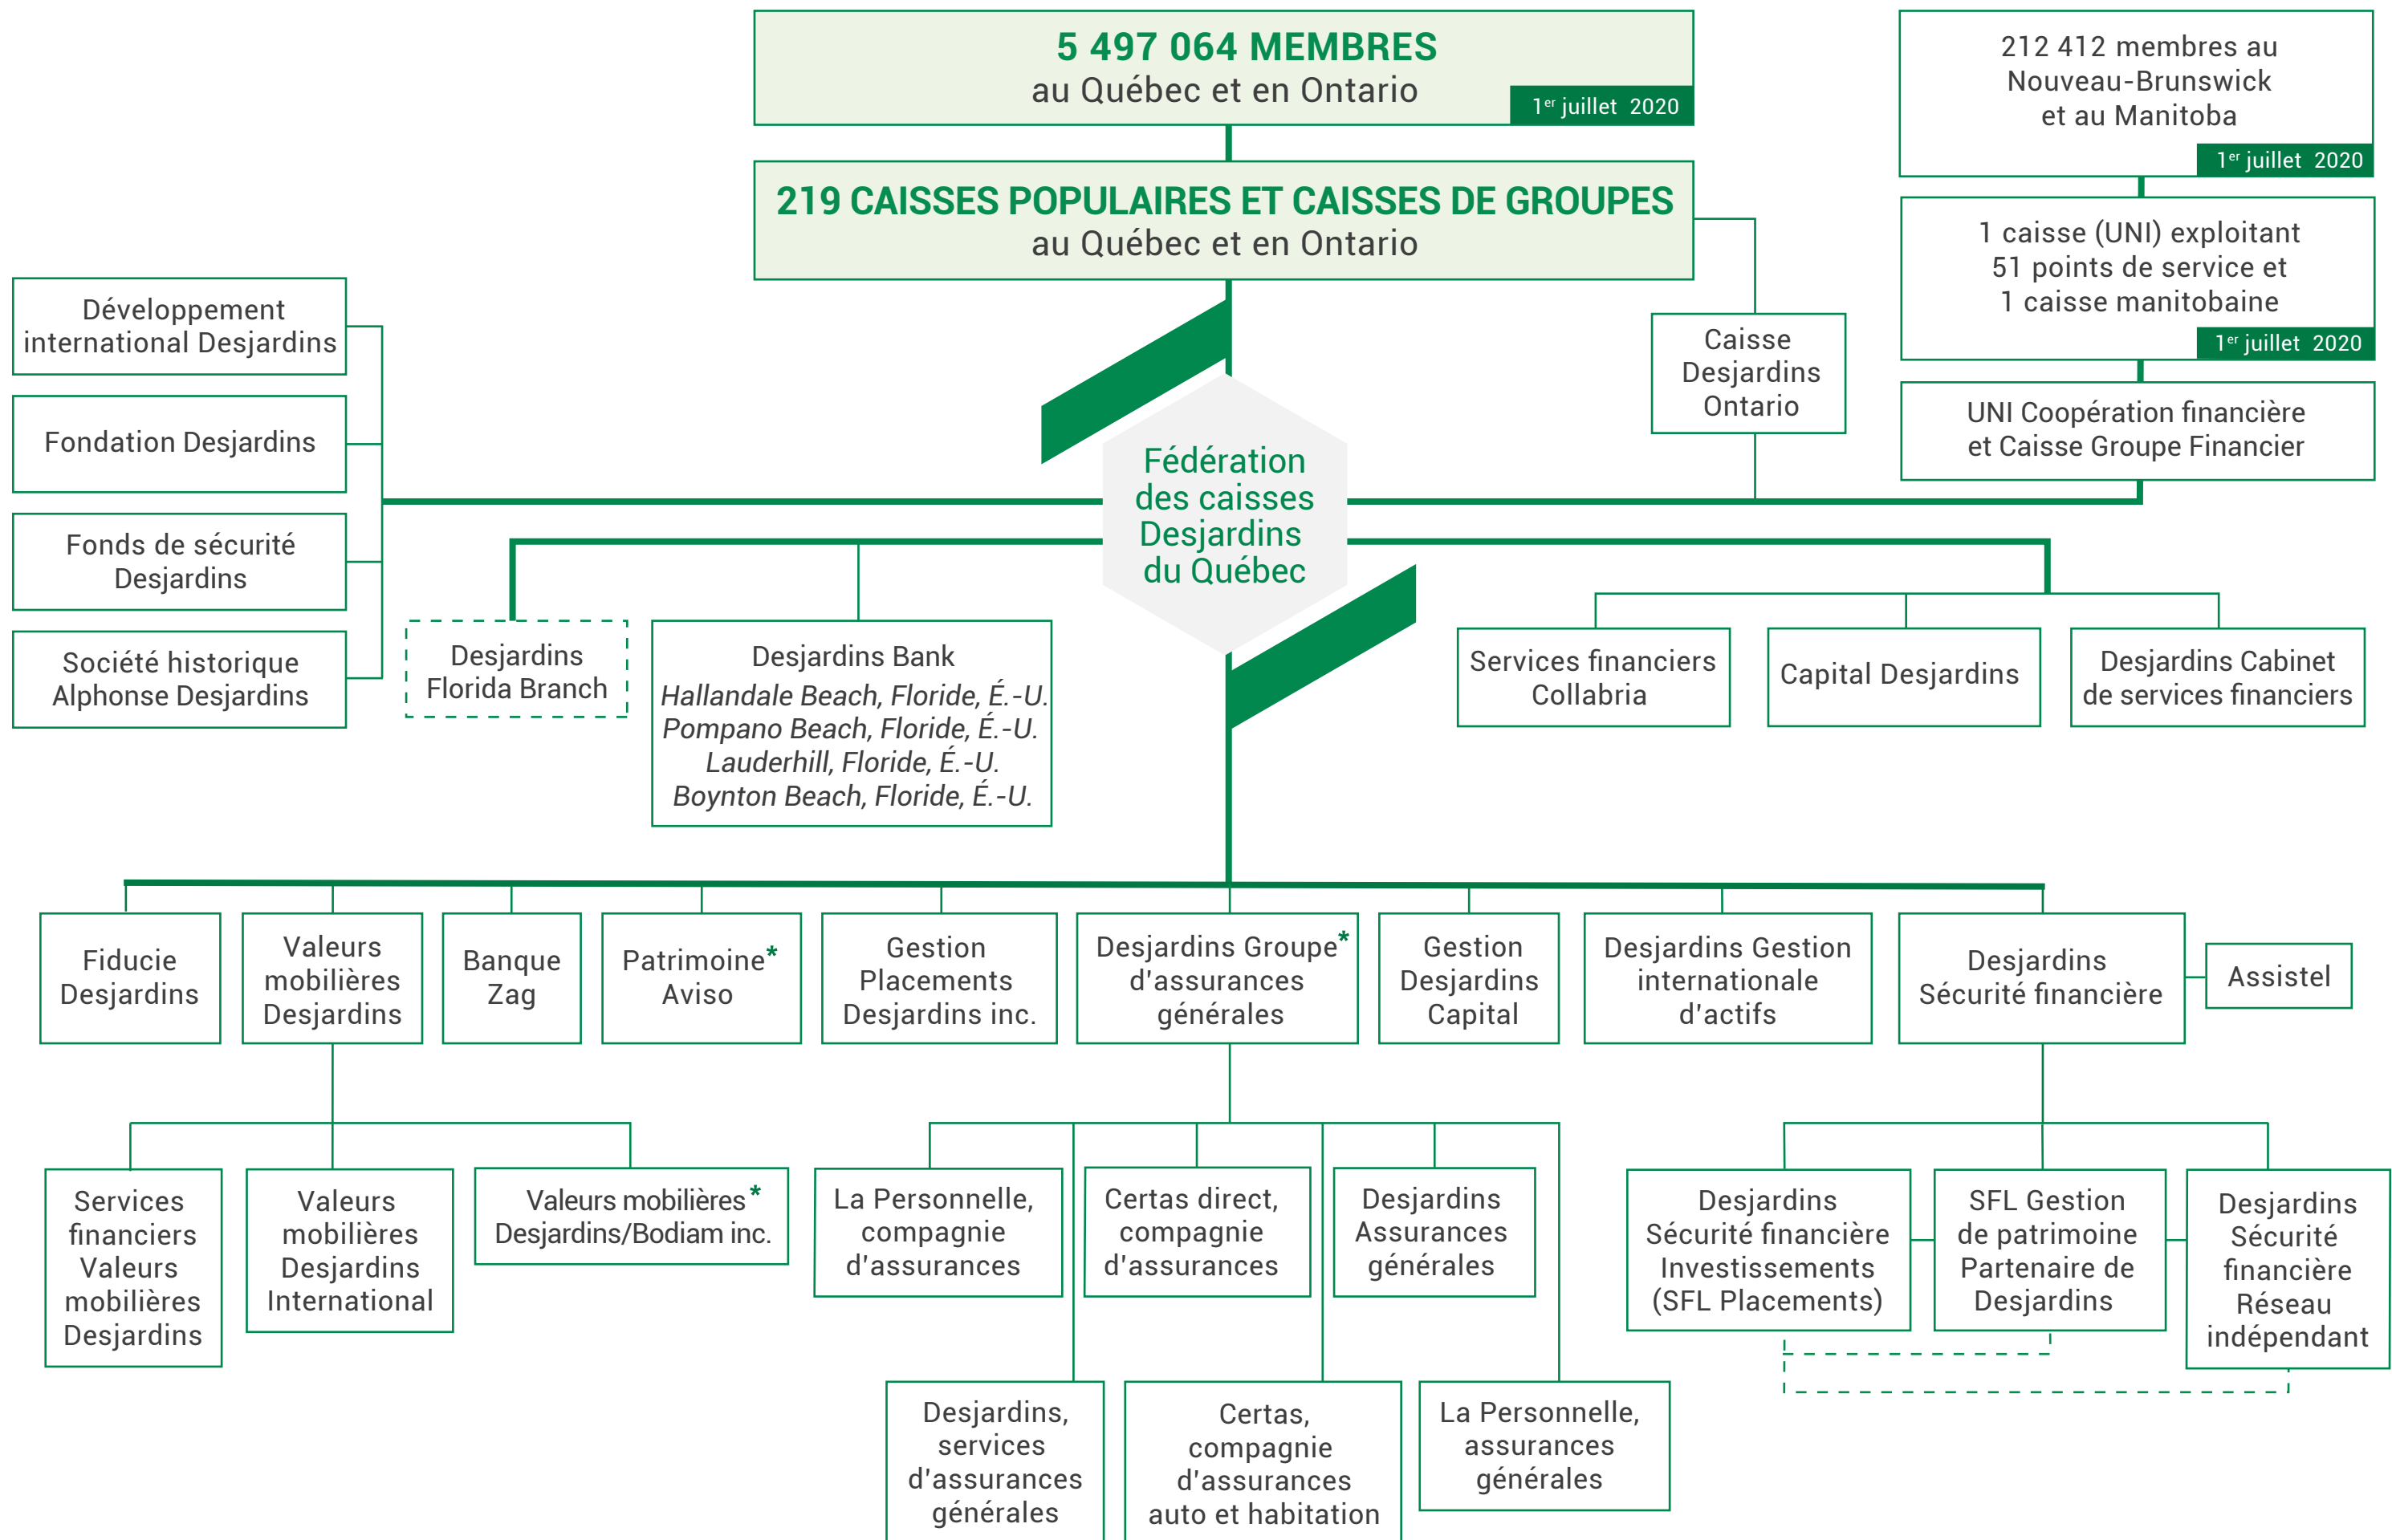 5 497 064 MEMBRES
au Québec et en Ontario
1er juillet 2020
219 CAISSES POPULAIRES ET CAISSES DE GROUPES
au Québec et en Ontario
212 412 membres au
Nouveau-Brunswick
et au Manitoba
1er juillet 2020
1 caisse (UNI) exploitant
51 points de service et
1 caisse manitobaine
1er juillet 2020
UNI Coopération financière
et Caisse Groupe Financier
Caisse
Desjardins
Ontario
Développement
international Desjardins
Fondation Desjardins
Fonds de sécurité
Desjardins
Société historique
Alphonse Desjardins
Fédération
des caisses
Desjardins
du Québec
Desjardins
Florida Branch
Desjardins Bank
Hallandale Beach, Floride, É.-U.
Pompano Beach, Floride, É.-U.
Lauderhill, Floride, É.-U.
Boynton Beach, Floride, É.-U.
Services financiers
Collabria
Capital Desjardins
Desjardins Cabinet
de services financiers
Fiducie
Desjardins
Valeurs
mobilières
Desjardins
Banque
Zag
Patrimoine*
Aviso
Gestion
Placements
Desjardins inc.
Desjardins Groupe*
d'assurances
générales
Gestion
Desjardins
Capital
Desjardins Gestion
internationale
d'actifs
Desjardins
Sécurité financière
Assistel
Services
financiers
Valeurs
mobilières
Desjardins
Valeurs
mobilières
Desjardins
International
Valeurs mobilières*
Desjardins/Bodiam inc.
La Personnelle,
compagnie
d'assurances
Certas direct,
compagnie
d'assurances
Desjardins
Assurances
générales
Desjardins
Sécurité financière
Investissements
(SFL Placements)
SFL Gestion
de patrimoine
Partenaire de
Desjardins
Desjardins
Sécurité
financière
Réseau
indépendant
Desjardins,
services
d'assurances
générales
Certas,
compagnie
d'assurances
auto et habitation
La Personnelle,
assurances
générales